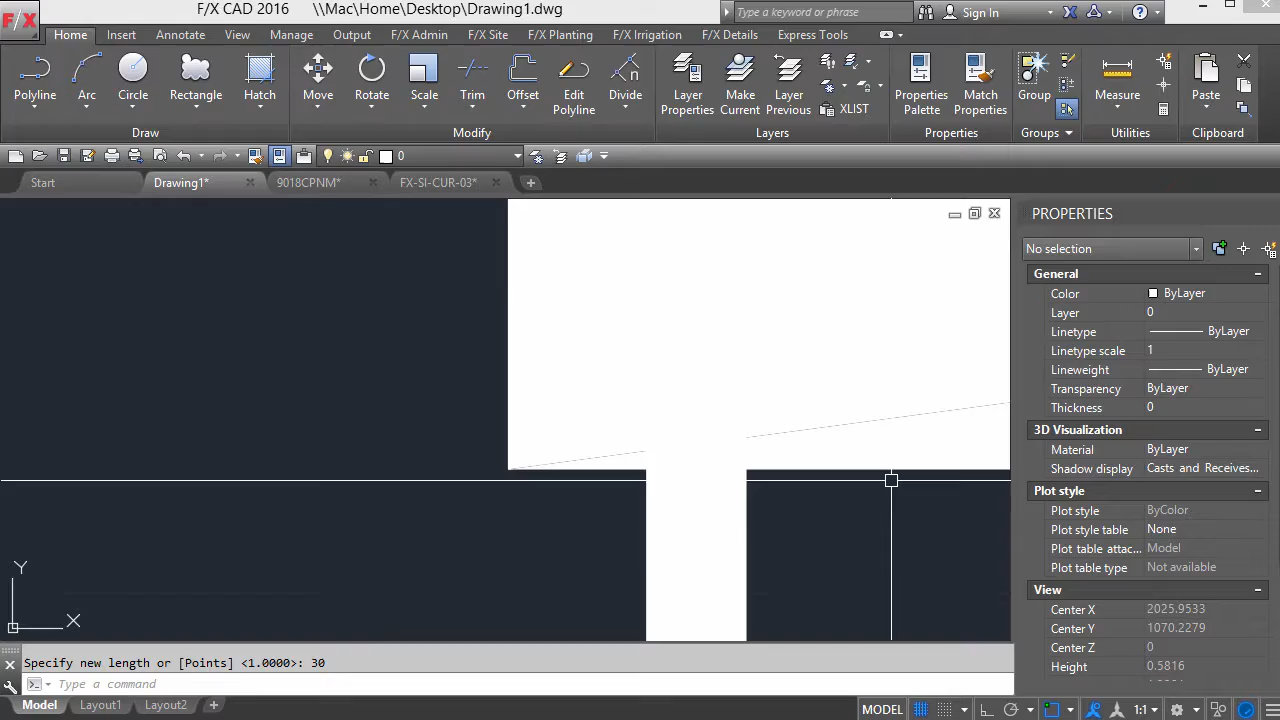 F/X
F/X CAD 2016 \\Mac\Home\Desktop\Drawing1.dwg
Type a keyword or phrase
Sign In
Home Insert Annotate View Manage Output F/X Admin F/X Site F/X Planting F/X Irrigation F/X Details Express Tools
Polyline Arc Circle Rectangle Hatch
Move Rotate Scale Trim Offset Edit Polyline Divide
Layer Properties Make Current Layer Previous XLIST
Properties Palette Match Properties Group Measure Paste
Draw Modify Layers Properties Groups Utilities Clipboard
0
Start Drawing1* 9018CPNM* FX-SI-CUR-03*
PROPERTIES
No selection
General
Color ByLayer
Layer 0
Linetype ByLayer
Linetype scale 1
Lineweight ByLayer
Transparency ByLayer
Thickness 0
3D Visualization
Material ByLayer
Shadow display Casts and Receives...
Plot style
Plot style ByColor
Plot style table None
Plot table attac... Model
Plot table type Not available
View
Center X 2025.9533
Center Y 1070.2279
Center Z 0
Height 0.5816
Y
X
Specify new length or [Points] <1.0000>: 30
Type a command
Model Layout1 Layout2
MODEL 1:1